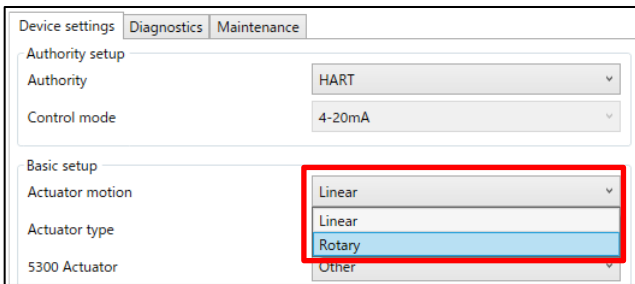 Device settings Diagnostics Maintenance
Authority setup
Authority HART
Control mode 4-20mA
Basic setup
Actuator motion Linear
Linear
Actuator type
Rotary
5300 Actuator Other